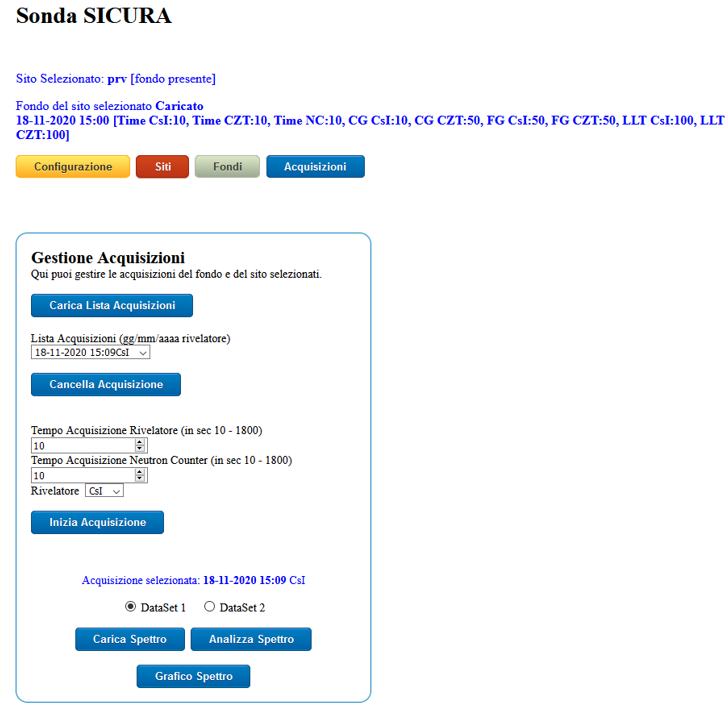 Sonda SICURA
Sito Selezionato: prv [fondo presente]
Fondo del sito selezionato Caricato
18-11-2020 15:00 [Time CsI:10, Time CZT:10, Time NC:10, CG CsI:10, CG CZT:50, FG CsI:50, FG CZT:50, LLT CsI:100, LLT
CZT:100]
Configurazione Siti Fondi Acquisizioni
Gestione Acquisizioni
Qui puoi gestire le acquisizioni del fondo e del sito selezionati.
Carica Lista Acquisizioni
Lista Acquisizioni (gg/mm/aaaa rivelatore)
18-11-2020 15:09CsI
Cancella Acquisizione
Tempo Acquisizione Rivelatore (in sec 10 - 1800)
10
Tempo Acquisizione Neutron Counter (in sec 10 - 1800)
10
Rivelatore CsI
Inizia Acquisizione
Acquisizione selezionata: 18-11-2020 15:09 CsI
DataSet 1 DataSet 2
Carica Spettro Analizza Spettro
Grafico Spettro